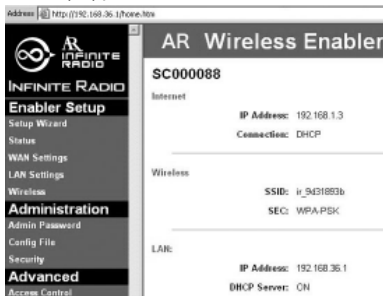 Address http://192.168.36.1/home.htm
AR
INFINITE
RADIO
INFINITE RADIO
Enabler Setup
Setup Wizard
Status
WAN Settings
LAN Settings
Wireless
Administration
Admin Password
Config File
Security
Advanced
Access Control
AR Wireless Enabler
SC000088
Internet
IP Address: 192.168.1.3
Connection: DHCP
Wireless
SSID: ir_9d31893b
SEC: WPA-PSK
LAN:
IP Address: 192.168.36.1
DHCP Server: ON